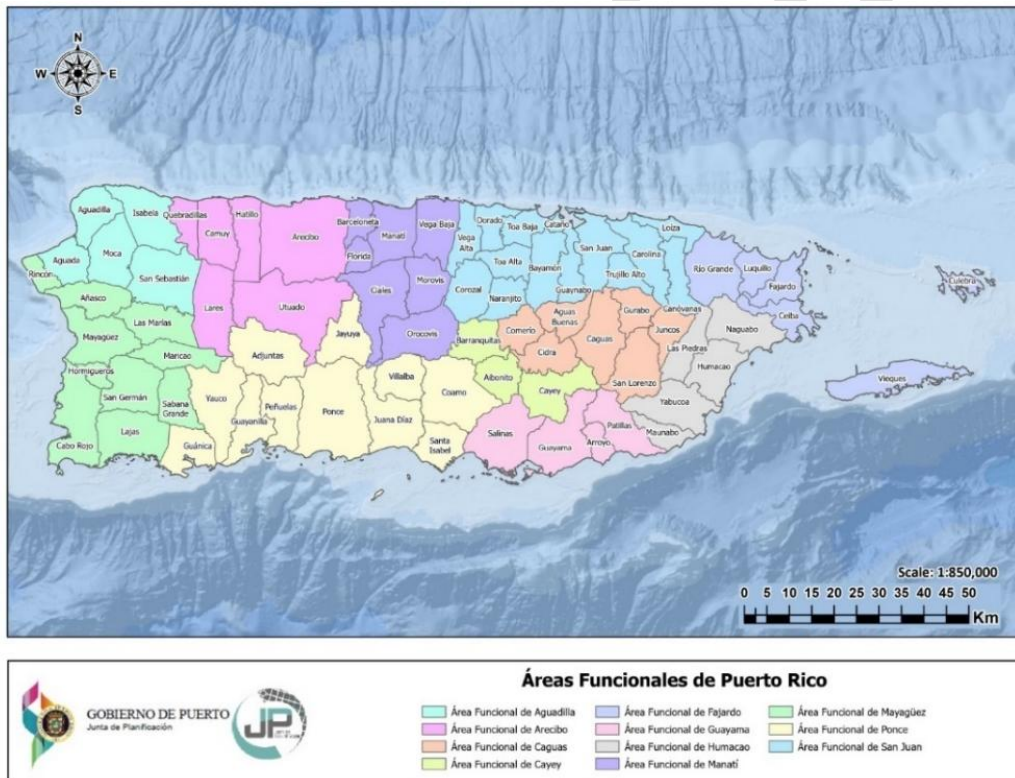 N
W E
S
Aguadilla
Isabela
Quebradillas
Camuy
Hatillo
Arecibo
Barceloneta
Manatí
Vega Baja
Florida
Vega Alta
Dorado
Toa Baja
Cataño
San Juan
Carolina
Loiza
Toa Alta
Bayamón
Guaynabo
Trujillo Alto
Río Grande
Luquillo
Fajardo
Ceiba
Culebra
Aguada
Moca
San Sebastián
Rincón
Añasco
Lares
Utuado
Ciales
Morovis
Corozal
Naranjito
Canóvanas
Las Marías
Mayagüez
Maricao
Adjuntas
Jayuya
Orocovis
Barranquitas
Comerío
Aguas Buenas
Caguas
Gurabo
Juncos
Naguabo
Las Piedras
Humacao
Cidra
San Lorenzo
Hormigueros
San Germán
Sabana Grande
Yauco
Guayanilla
Peñuelas
Ponce
Villalba
Juana Díaz
Coamo
Aibonito
Cayey
Yabucoa
Vieques
Cabo Rojo
Lajas
Guánica
Santa Isabel
Salinas
Guayama
Arroyo
Patillas
Maunabo
Scale: 1:850,000
0 5 10 15 20 25 30 35 40 45 50
Km
Áreas Funcionales de Puerto Rico
GOBIERNO DE PUERTO
Junta de Planificación
JP
Área Funcional de Aguadilla
Área Funcional de Arecibo
Área Funcional de Caguas
Área Funcional de Cayey
Área Funcional de Fajardo
Área Funcional de Guayama
Área Funcional de Humacao
Área Funcional de Manatí
Área Funcional de Mayagüez
Área Funcional de Ponce
Área Funcional de San Juan